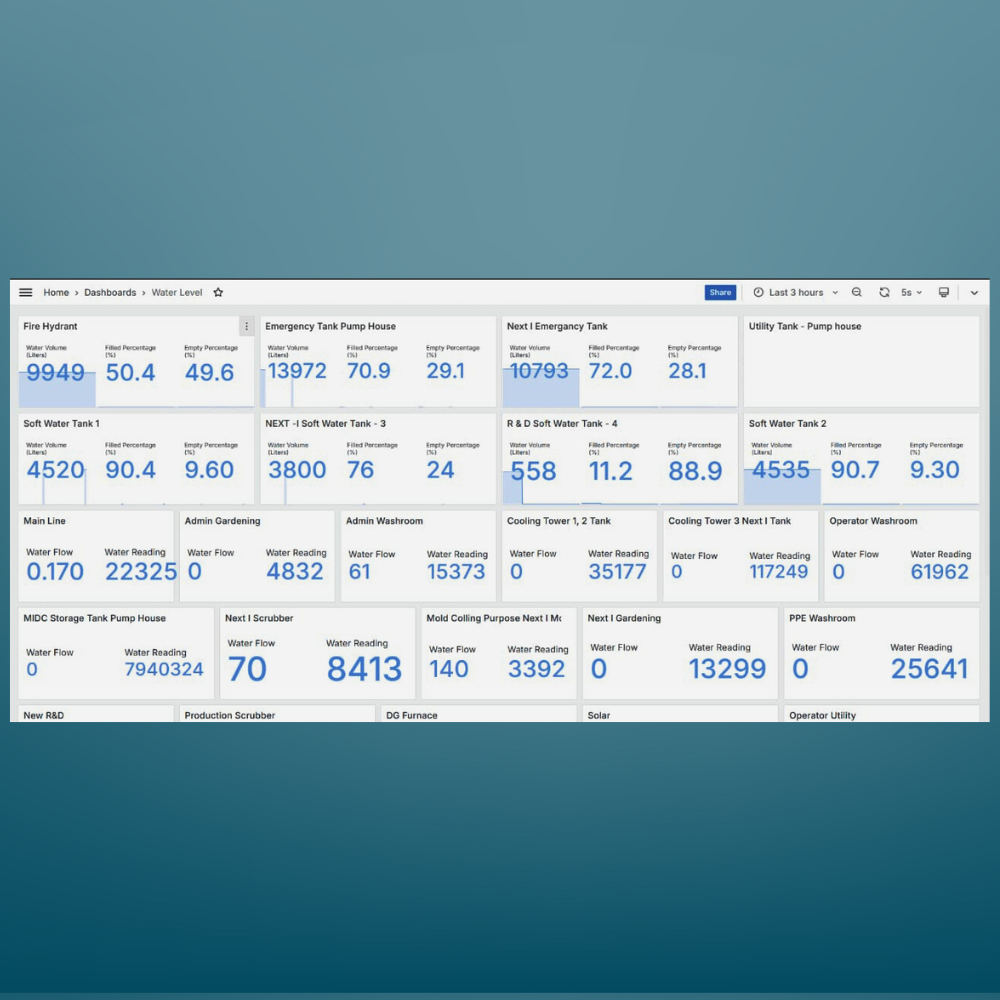 Home > Dashboards > Water Level
Share
Last 3 hours
5s
Fire Hydrant
Water Volume (Liters) Filled Percentage (%) Empty Percentage (%)
9949 50.4 49.6
Emergency Tank Pump House
Water Volume (Liters) Filled Percentage (%) Empty Percentage (%)
13972 70.9 29.1
Next I Emergancy Tank
Water Volume (Liters) Filled Percentage (%) Empty Percentage (%)
10793 72.0 28.1
Utility Tank - Pump house
Soft Water Tank 1
Water Volume (Liters) Filled Percentage (%) Empty Percentage (%)
4520 90.4 9.60
NEXT -I Soft Water Tank - 3
Water Volume (Liters) Filled Percentage (%) Empty Percentage (%)
3800 76 24
R & D Soft Water Tank - 4
Water Volume (Liters) Filled Percentage (%) Empty Percentage (%)
558 11.2 88.9
Soft Water Tank 2
Water Volume (Liters) Filled Percentage (%) Empty Percentage (%)
4535 90.7 9.30
Main Line
Water Flow Water Reading
0.170 22325
Admin Gardening
Water Flow Water Reading
0 4832
Admin Washroom
Water Flow Water Reading
61 15373
Cooling Tower 1, 2 Tank
Water Flow Water Reading
0 35177
Cooling Tower 3 Next I Tank
Water Flow Water Reading
0 117249
Operator Washroom
Water Flow Water Reading
0 61962
MIDC Storage Tank Pump House
Water Flow Water Reading
0 7940324
Next I Scrubber
Water Flow Water Reading
70 8413
Mold Colling Purpose Next I Mo
Water Flow Water Reading
140 3392
Next I Gardening
Water Flow Water Reading
0 13299
PPE Washroom
Water Flow Water Reading
0 25641
New R&D
Production Scrubber
DG Furnace
Solar
Operator Utility